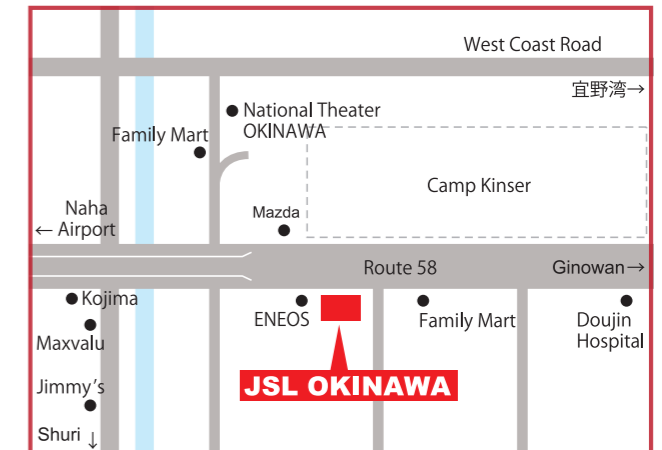 West Coast Road
宜野湾→
National Theater
OKINAWA
Family Mart
Camp Kinser
Naha
← Airport
Mazda
Route 58
Ginowan→
Kojima
ENEOS
Family Mart
Doujin
Hospital
Maxvalu
JSL OKINAWA
Jimmy's
Shuri ↓